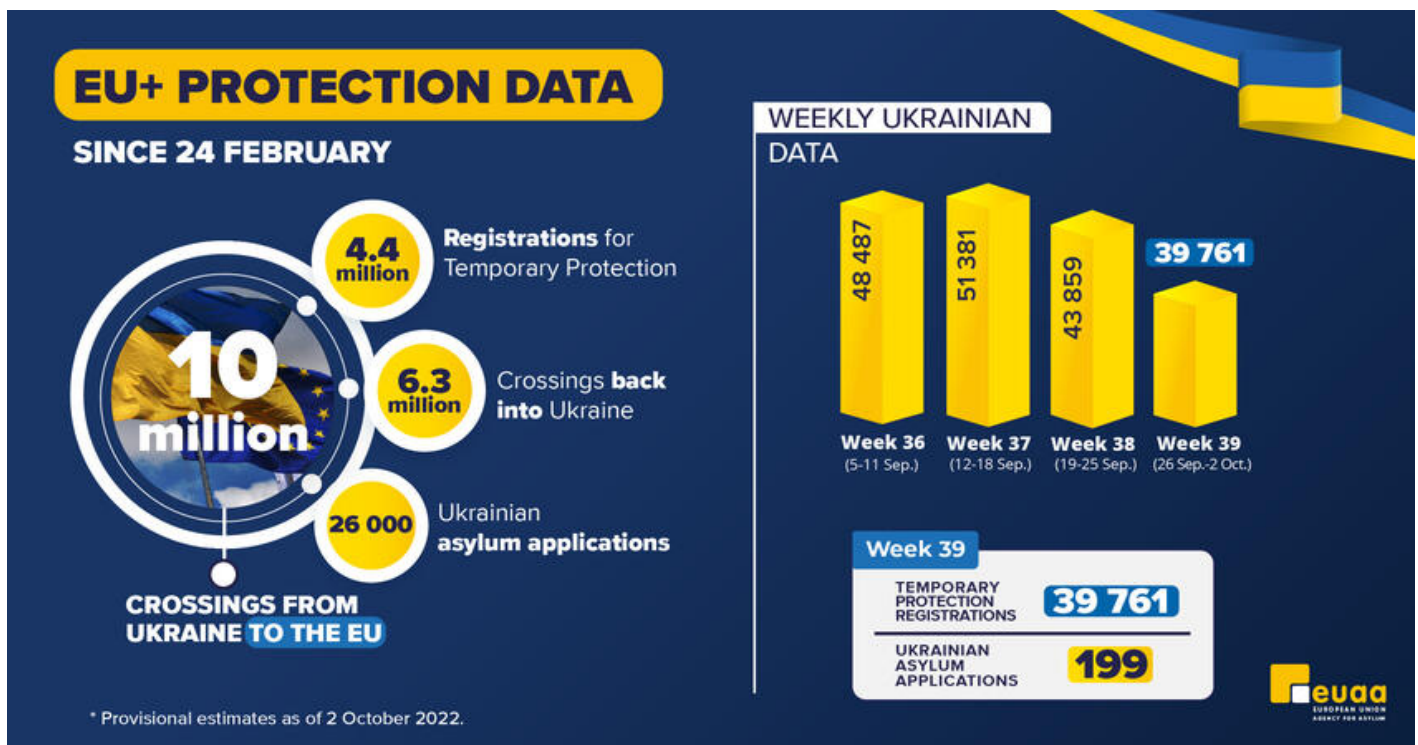 EU+ PROTECTION DATA
SINCE 24 FEBRUARY
4.4
million
Registrations for
Temporary Protection
10
million
6.3
million
Crossings back
into Ukraine
26 000
Ukrainian
asylum applications
CROSSINGS FROM
UKRAINE TO THE EU
* Provisional estimates as of 2 October 2022.
WEEKLY UKRAINIAN
DATA
48 487
51 381
43 859
39 761
Week 36
(5-11 Sep.)
Week 37
(12-18 Sep.)
Week 38
(19-25 Sep.)
Week 39
(26 Sep.-2 Oct.)
Week 39
TEMPORARY
PROTECTION
REGISTRATIONS
39 761
UKRAINIAN
ASYLUM
APPLICATIONS
199
euaa
EUROPEAN UNION
AGENCY FOR ASYLUM